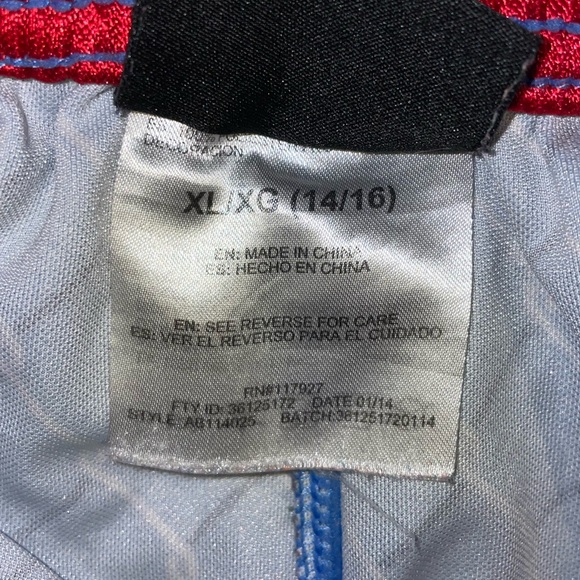 DECORACIÓN
XL/XG (14/16)
EN: MADE IN CHINA
ES: HECHO EN CHINA
EN: SEE REVERSE FOR CARE
ES: VER EL REVERSO PARA EL CUIDADO
RN#117927
FTY ID: 36125172 DATE 01/14
STYLE: AB114025 BATCH:361251720114